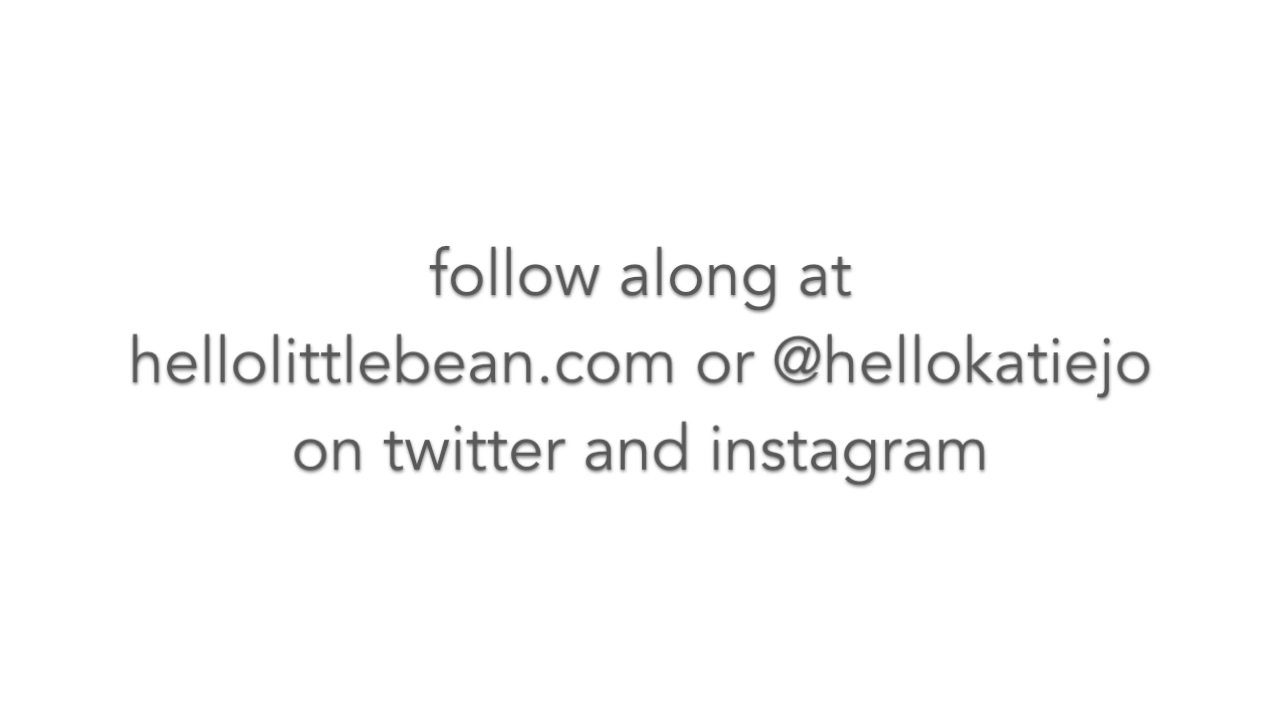 follow along at
hellolittlebean.com or @hellokatiejo
on twitter and instagram